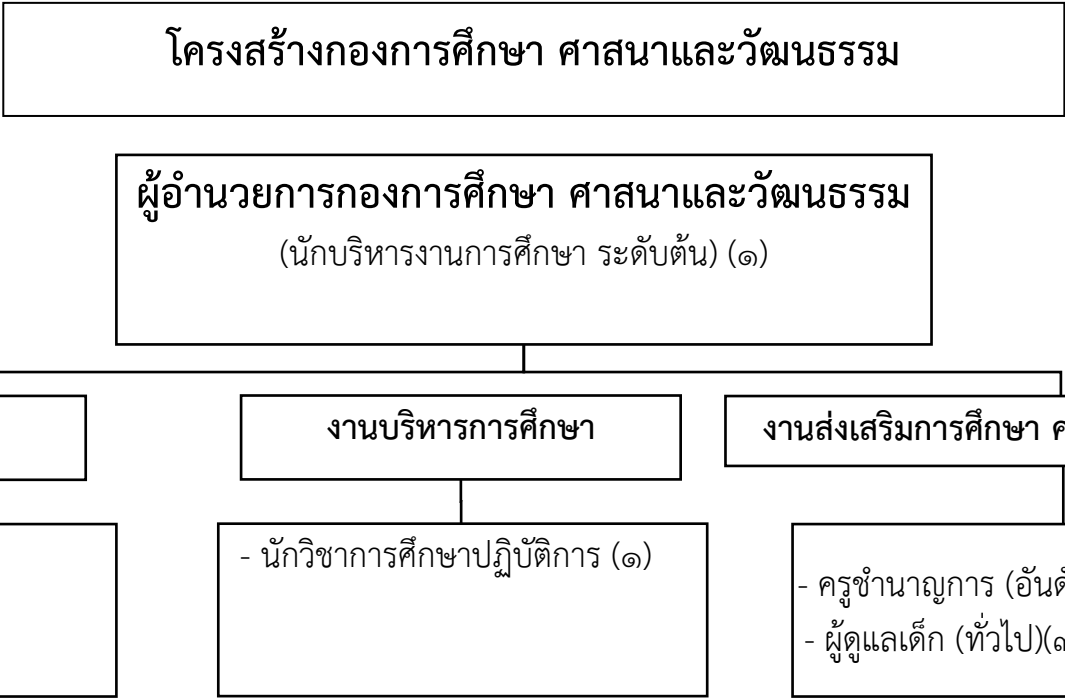 โครงสร้างกองการศึกษา ศาสนาและวัฒนธรรม
ผู้อำนวยการกองการศึกษา ศาสนาและวัฒนธรรม
(นักบริหารงานการศึกษา ระดับต้น) (๑)
งานบริหารการศึกษา
งานส่งเสริมการศึกษา
- นักวิชาการศึกษาปฏิบัติการ (๑)
- ครูชำนาญการ
- ผู้ดูแลเด็ก (ทั่วไป)